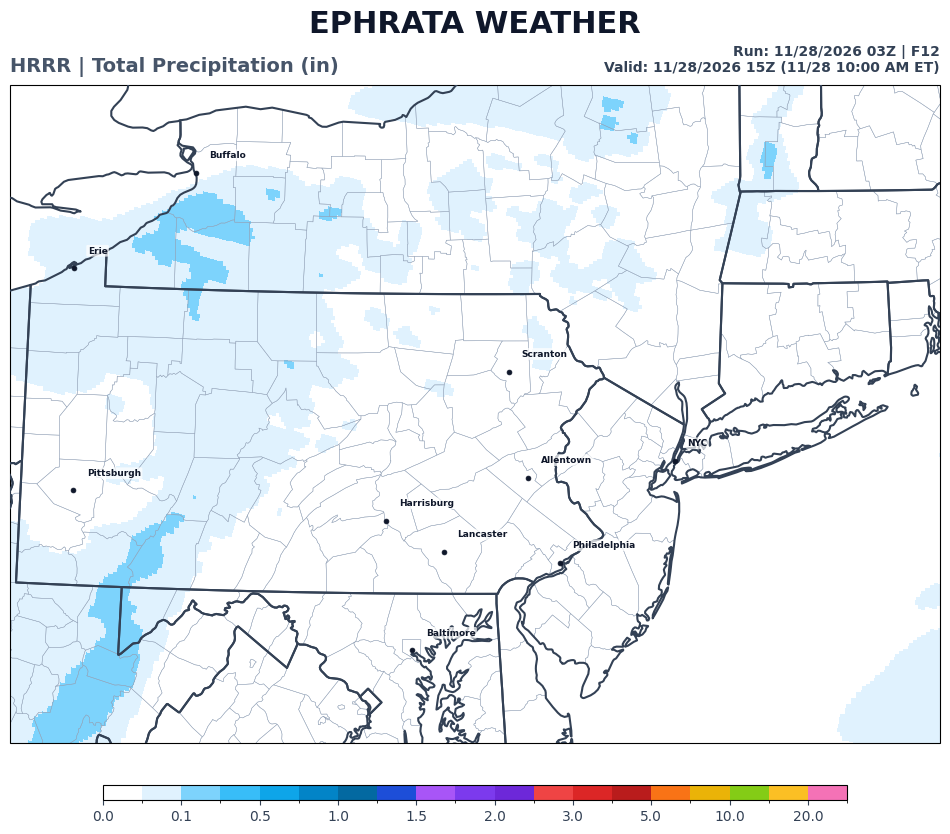 EPHRATA WEATHER
HRRR | Total Precipitation (in)
Run: 11/28/2026 03Z | F12
Valid: 11/28/2026 15Z (11/28 10:00 AM ET)
Buffalo
Erie
Scranton
NYC
Allentown
Pittsburgh
Harrisburg
Lancaster
Philadelphia
Baltimore
0.0 0.1 0.5 1.0 1.5 2.0 3.0 5.0 10.0 20.0